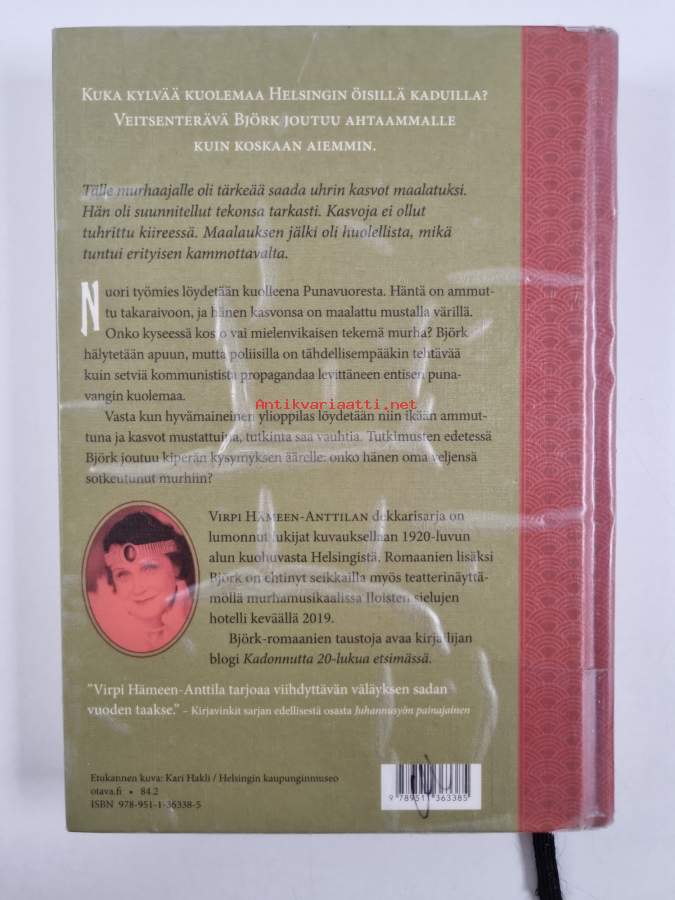 Kuka kylvää kuolemaa Helsingin öisillä kaduilla?
Veitsenterävä Björk joutuu ahtaammalle
kuin koskaan aiemmin.
Tälle murhaajalle oli tärkeää saada uhrin kasvot maalatuksi.
Hän oli suunnitellut tekonsa tarkasti. Kasvoja ei ollut
tuhrittu kiireessä. Maalauksen jälki oli huolellista, mikä
tuntui erityisen kammottavalta.
Nuori työmies löydetään kuolleena Punavuoresta. Häntä on ammut-
tu takaraivoon, ja hänen kasvonsa on maalattu mustalla värillä.
Onko kyseessä kosto vai mielenvikaisen tekemä murha? Björk
hälytetään apuun, mutta poliisilla on tähdellisempääkin tehtävää
kuin setviä kommunistista propagandaa levittäneen entisen puna-
vangin kuolemaa.
Antikvariaatti.net
Vasta kun hyvämaineinen ylioppilas löydetään niin ikään ammut-
tuna ja kasvot mustattuina, tutkinta saa vauhtia. Tutkimusten edetessä
Björk joutuu kiperän kysymyksen äärelle: onko hänen oma veljensä
sotkeutunut murhiin?
Virpi Hämeen-Anttilan dekkarisarja on
lumonnut lukijat kuvauksellaan 1920-luvun
alun kuohuvasta Helsingistä. Romaanien lisäksi
Björk on ehtinyt seikkailla myös teatterinäyttä-
möllä murhamusikaalissa Iloisten sielujen
hotelli keväällä 2019.
Björk-romaanien taustoja avaa kirjailijan
blogi Kadonnutta 20-lukua etsimässä.
"Virpi Hämeen-Anttila tarjoaa viihdyttävän väläyksen sadan
vuoden taakse." – Kirjavinkit sarjan edellisestä osasta Juhannusyön painajainen
Etukannen kuva: Kari Hakli / Helsingin kaupunginmuseo
otava.fi • 84.2
ISBN 978-951-1-36338-5
9 789511 363385